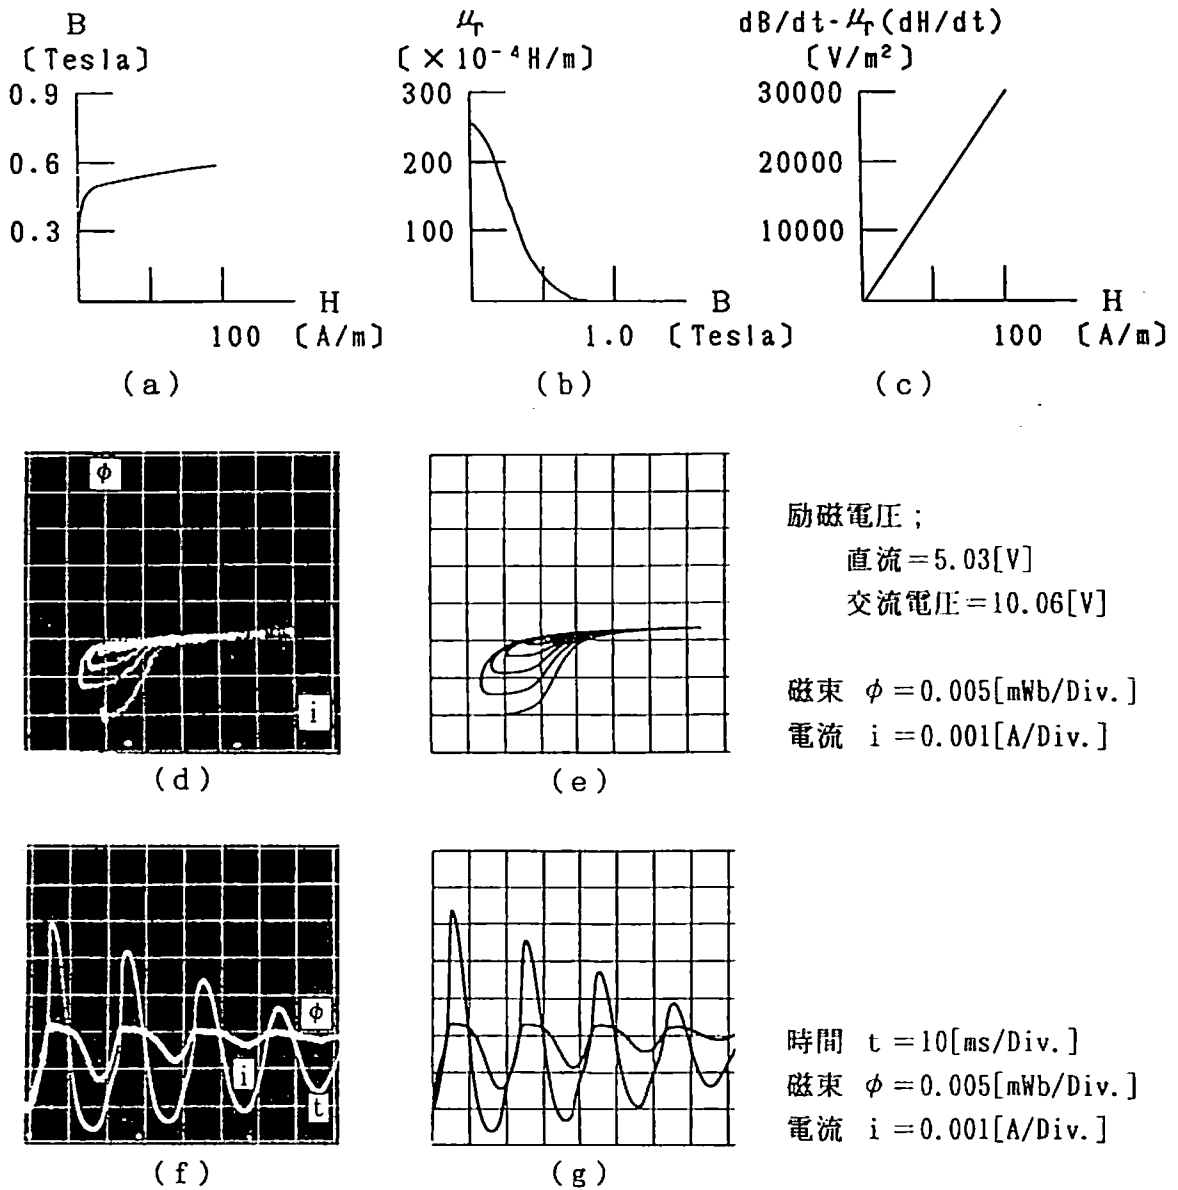 B
〔Tesla〕
0.9
0.6
0.3
H
100 〔A/m〕
(a)
μr
〔×10⁻⁴H/m〕
300
200
100
B
1.0 〔Tesla〕
(b)
dB/dt-μr(dH/dt)
〔V/m²〕
30000
20000
10000
H
100 〔A/m〕
(c)
φ
i
(d)
(e)
励磁電圧;
直流=5.03[V]
交流電圧=10.06[V]
磁束 φ=0.005[mWb/Div.]
電流 i=0.001[A/Div.]
φ
i
t
(f)
(g)
時間 t=10[ms/Div.]
磁束 φ=0.005[mWb/Div.]
電流 i=0.001[A/Div.]